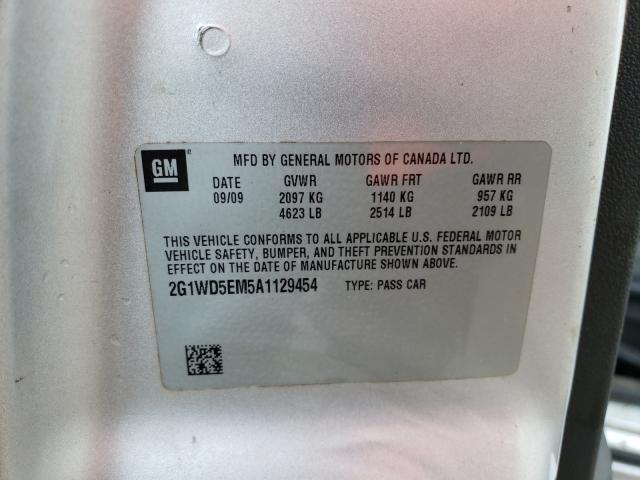 GM
MFD BY GENERAL MOTORS OF CANADA LTD.
DATE GVWR GAWR FRT GAWR RR
09/09 2097 KG 1140 KG 957 KG
4623 LB 2514 LB 2109 LB
THIS VEHICLE CONFORMS TO ALL APPLICABLE U.S. FEDERAL MOTOR
VEHICLE SAFETY, BUMPER, AND THEFT PREVENTION STANDARDS IN
EFFECT ON THE DATE OF MANUFACTURE SHOWN ABOVE.
2G1WD5EM5A1129454 TYPE: PASS CAR